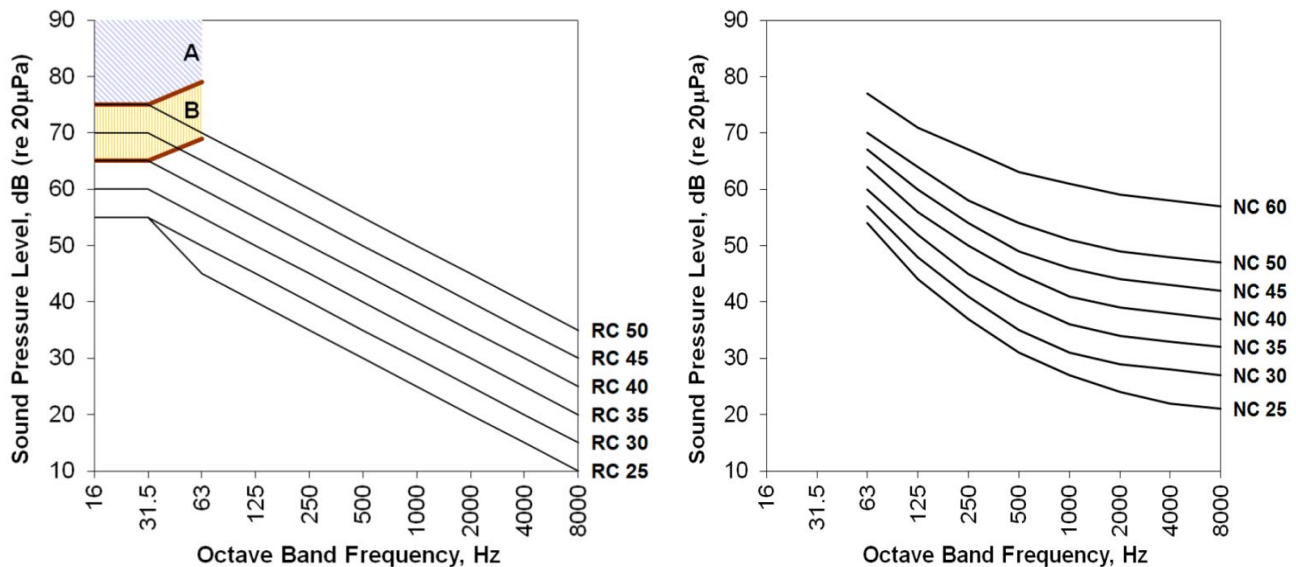 Sound Pressure Level, dB (re 20µPa)
90
80
70
60
50
40
30
20
10
A
B
RC 50
RC 45
RC 40
RC 35
RC 30
RC 25
16
31.5
63
125
250
500
1000
2000
4000
8000
Octave Band Frequency, Hz
Sound Pressure Level, dB (re 20µPa)
90
80
70
60
50
40
30
20
10
NC 60
NC 50
NC 45
NC 40
NC 35
NC 30
NC 25
16
31.5
63
125
250
500
1000
2000
4000
8000
Octave Band Frequency, Hz